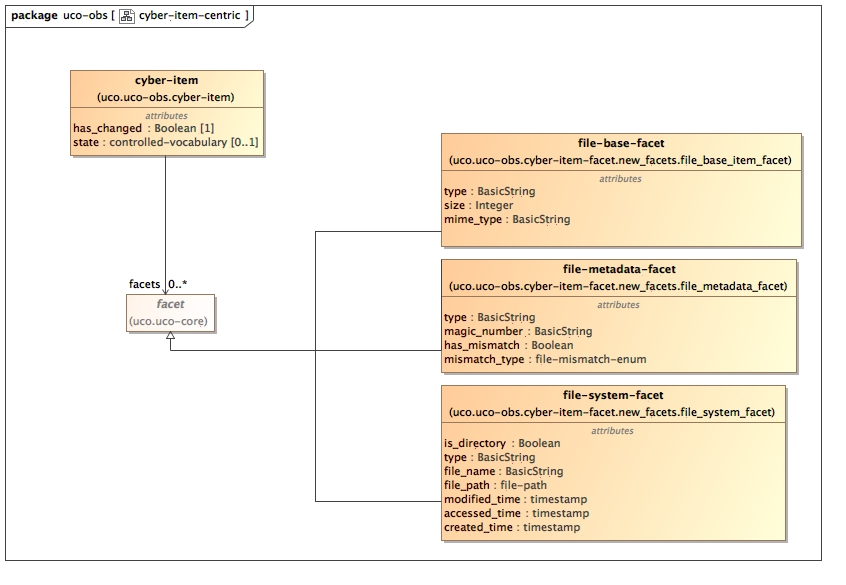 package uco-obs [ cyber-item-centric ]
cyber-item
(uco.uco-obs.cyber-item)
attributes
has_changed : Boolean [1]
state : controlled-vocabulary [0..1]
facets 0..*
facet
(uco.uco-core)
file-base-facet
(uco.uco-obs.cyber-item-facet.new_facets.file_base_item_facet)
attributes
type : BasicString
size : Integer
mime_type : BasicString
file-metadata-facet
(uco.uco-obs.cyber-item-facet.new_facets.file_metadata_facet)
attributes
type : BasicString
magic_number : BasicString
has_mismatch : Boolean
mismatch_type : file-mismatch-enum
file-system-facet
(uco.uco-obs.cyber-item-facet.new_facets.file_system_facet)
attributes
is_directory : Boolean
type : BasicString
file_name : BasicString
file_path : file-path
modified_time : timestamp
accessed_time : timestamp
created_time : timestamp